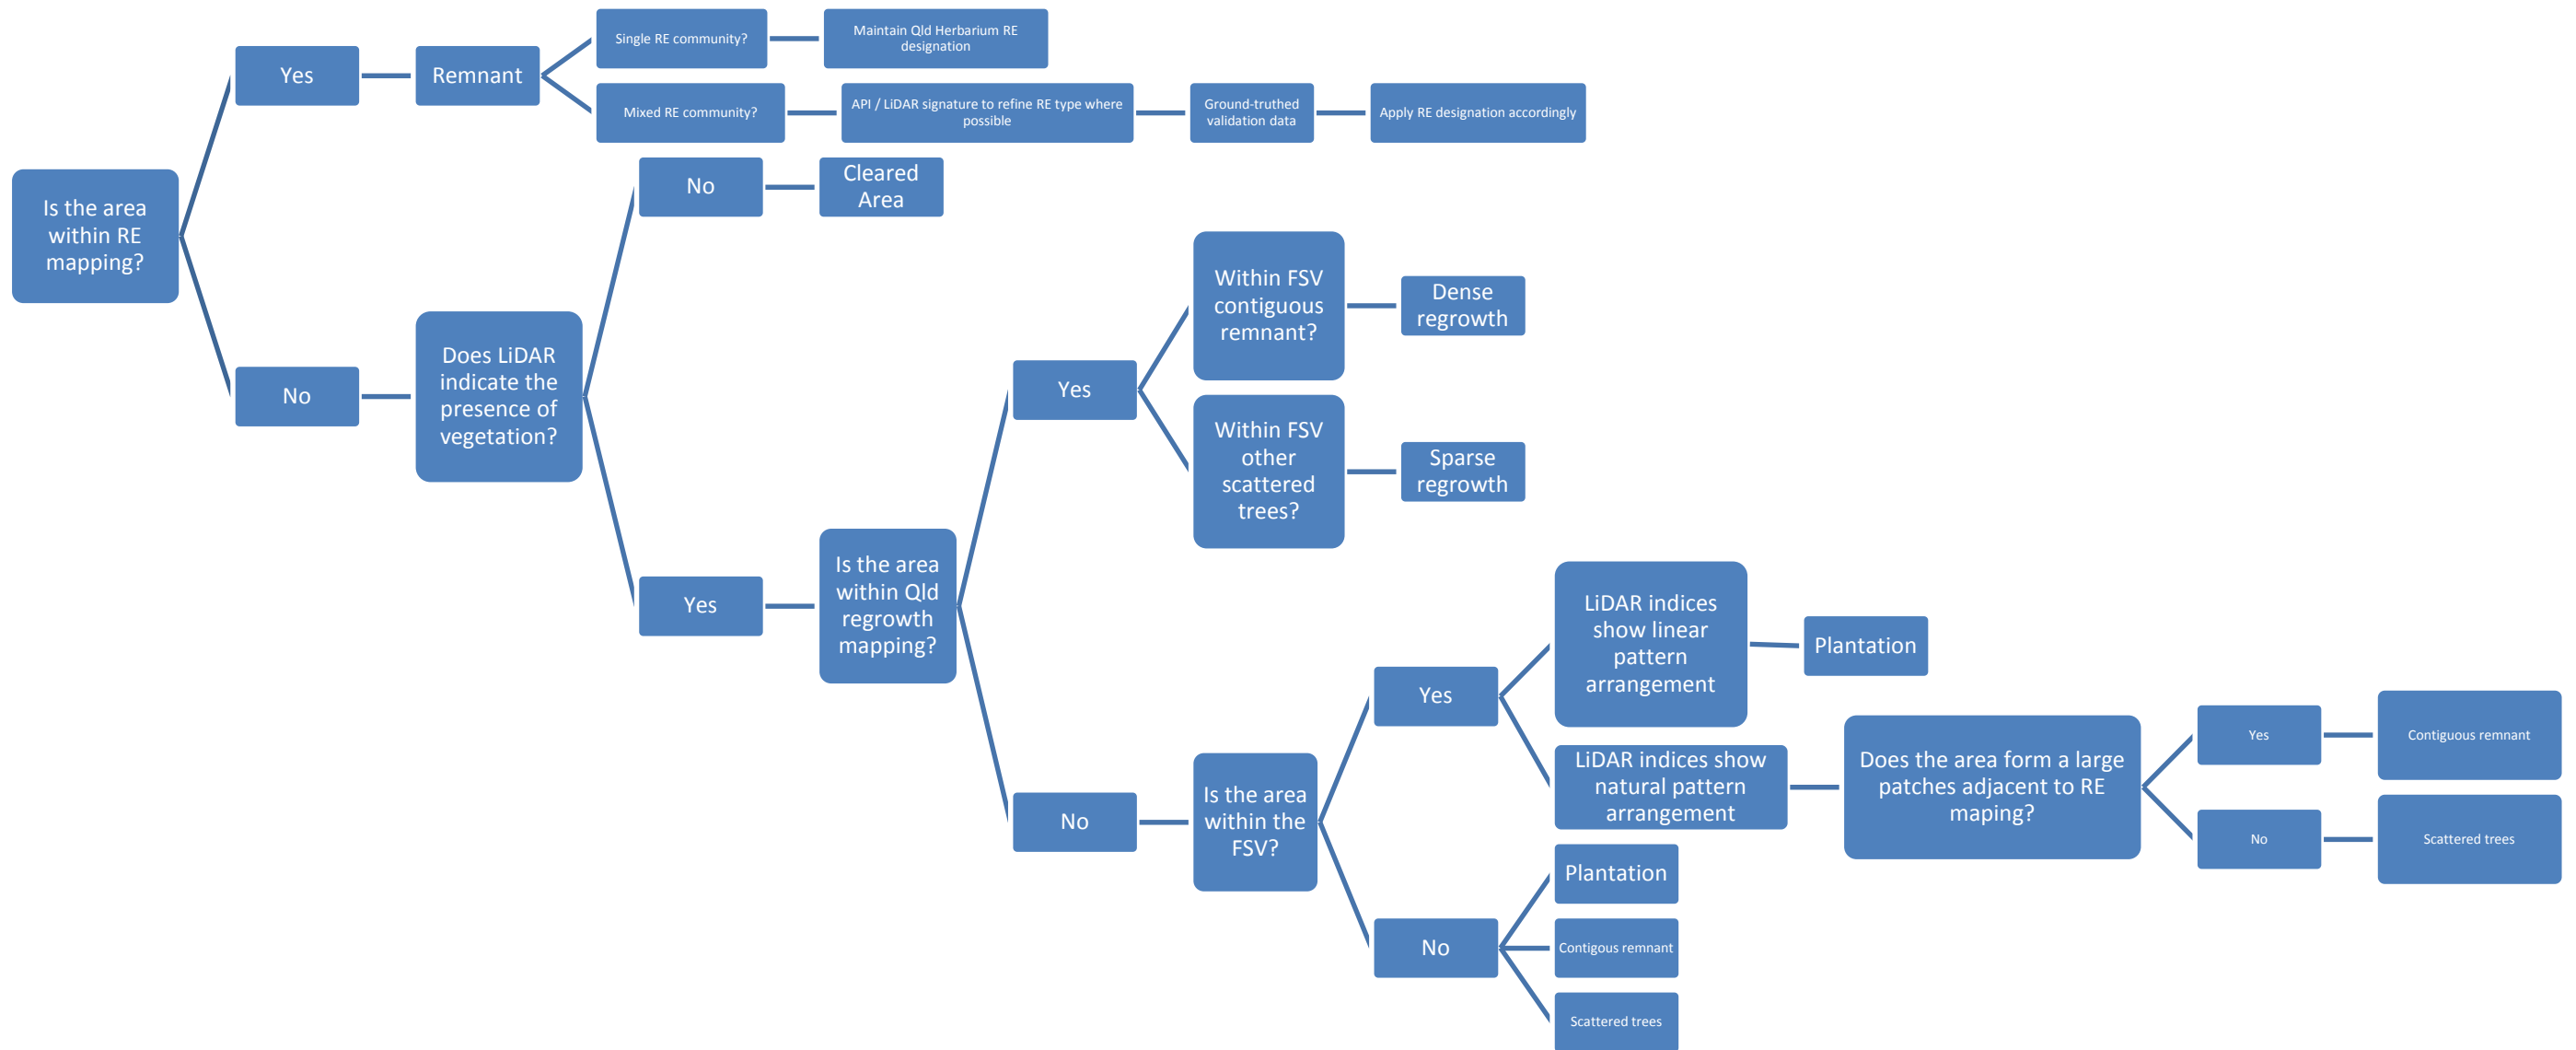 Single RE community?
Maintain Qld Herbarium RE
designation
Yes
Remnant
Mixed RE community?
API / LiDAR signature to refine RE type where
possible
Ground-truthed
validation data
Apply RE designation accordingly
Is the area
within RE
mapping?
No
Cleared
Area
No
Does LiDAR
indicate the
presence of
vegetation?
Within FSV
contiguous
remnant?
Dense
regrowth
Yes
Within FSV
other
scattered
trees?
Sparse
regrowth
Yes
Is the area
within Qld
regrowth
mapping?
LiDAR indices
show linear
pattern
arrangement
Plantation
Yes
LiDAR indices show
natural pattern
arrangement
Does the area form a large
patches adjacent to RE
maping?
Yes
Contiguous remnant
No
Scattered trees
No
Is the area
within the
FSV?
Plantation
No
Contigous remnant
Scattered trees